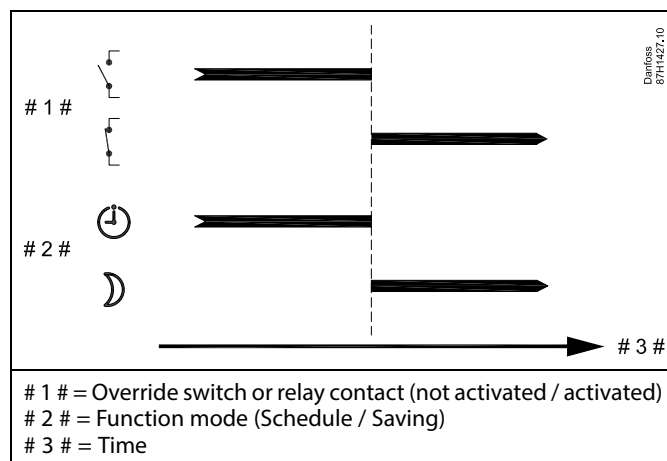 Danfoss
87H1427.10
# 1 #
# 2 #
# 3 #
# 1 # = Override switch or relay contact (not activated / activated)
# 2 # = Function mode (Schedule / Saving)
# 3 # = Time